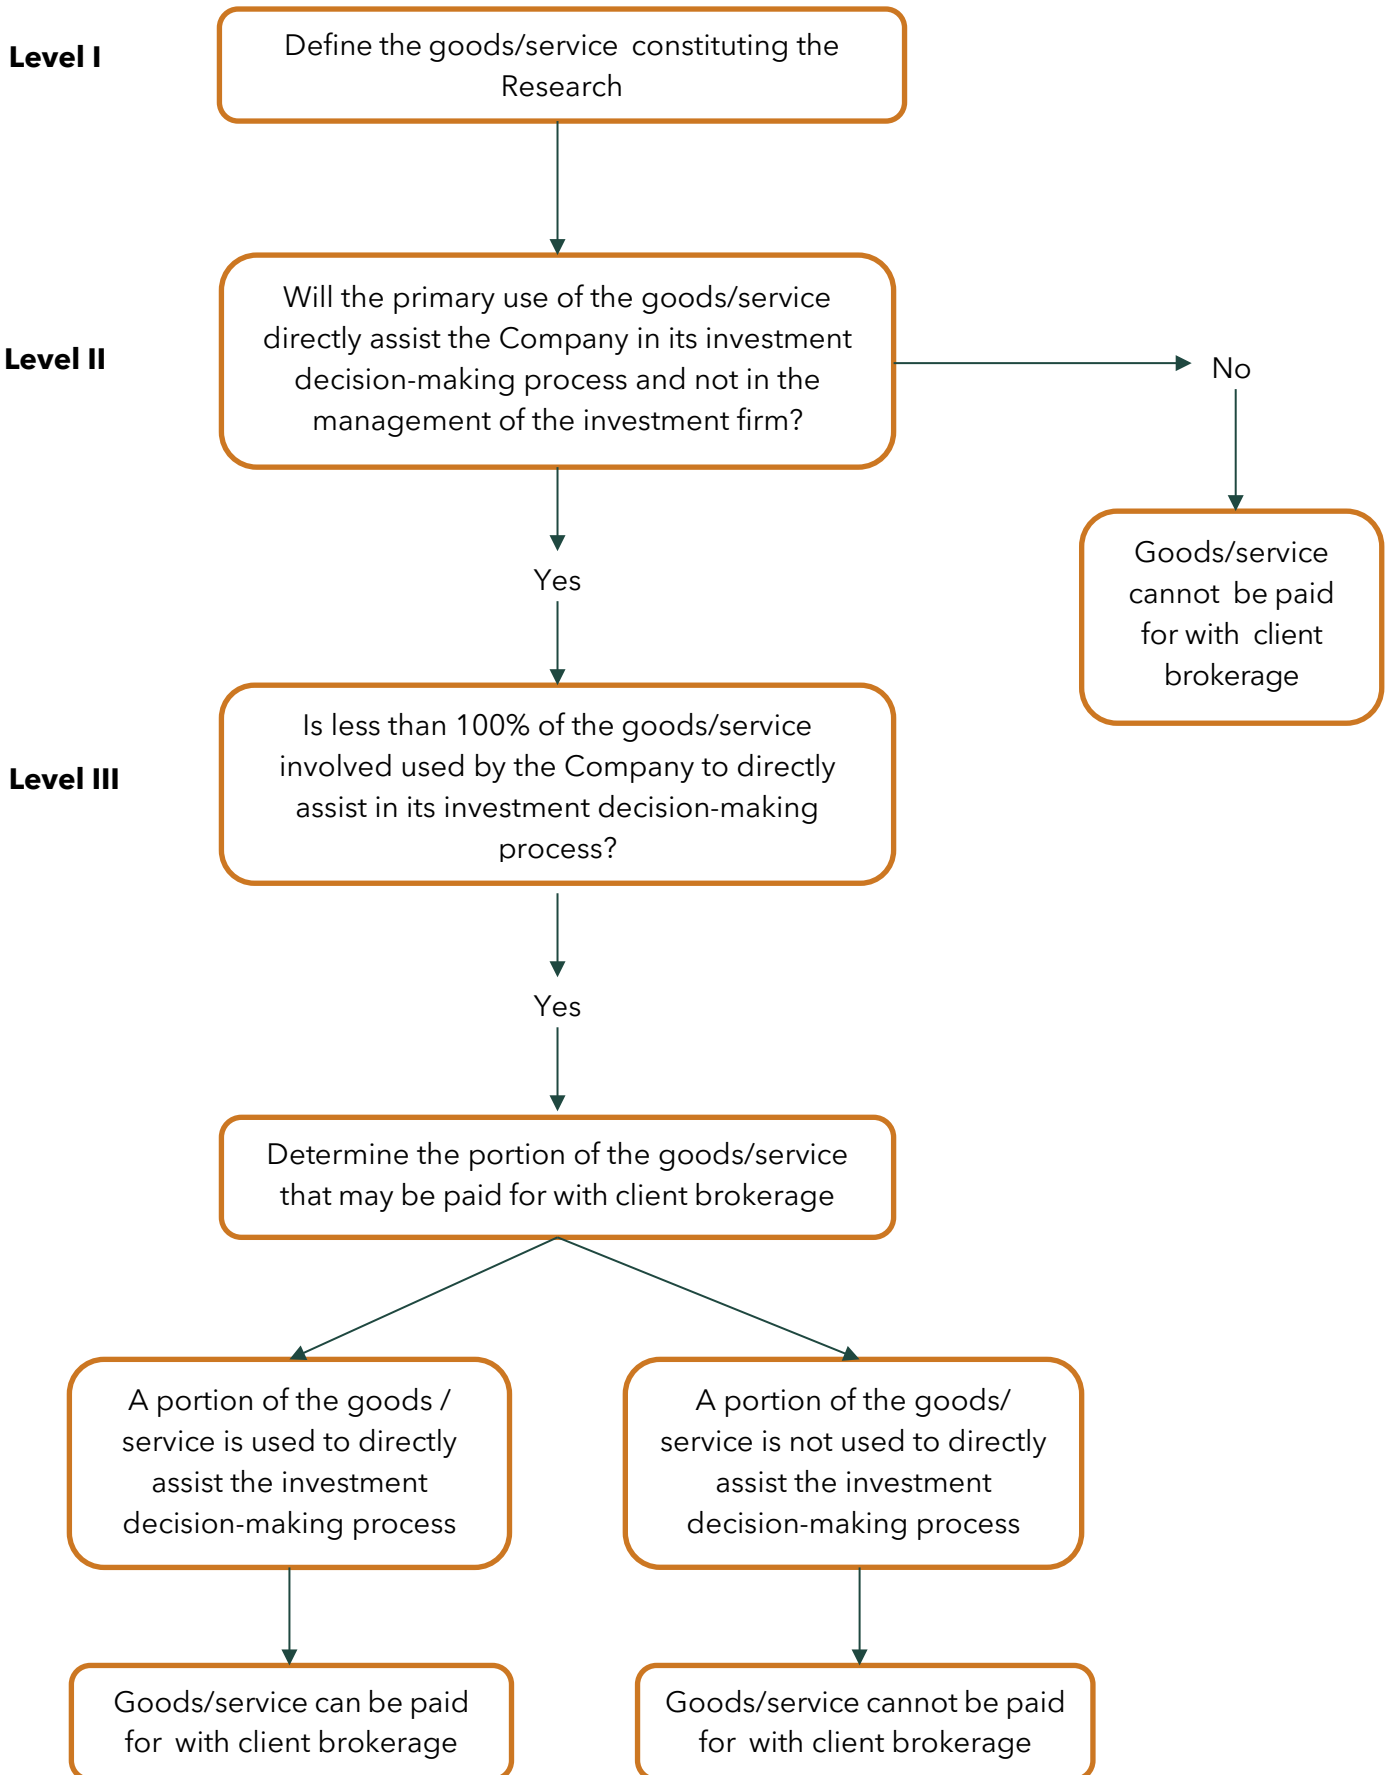 Level I
Define the goods/service constituting the
Research
Level II
Will the primary use of the goods/service
directly assist the Company in its investment
decision-making process and not in the
management of the investment firm?
No
Goods/service
cannot be paid
for with client
brokerage
Yes
Level III
Is less than 100% of the goods/service
involved used by the Company to directly
assist in its investment decision-making
process?
Yes
Determine the portion of the goods/service
that may be paid for with client brokerage
A portion of the goods /
service is used to directly
assist the investment
decision-making process
A portion of the goods/
service is not used to directly
assist the investment
decision-making process
Goods/service can be paid
for with client brokerage
Goods/service cannot be paid
for with client brokerage